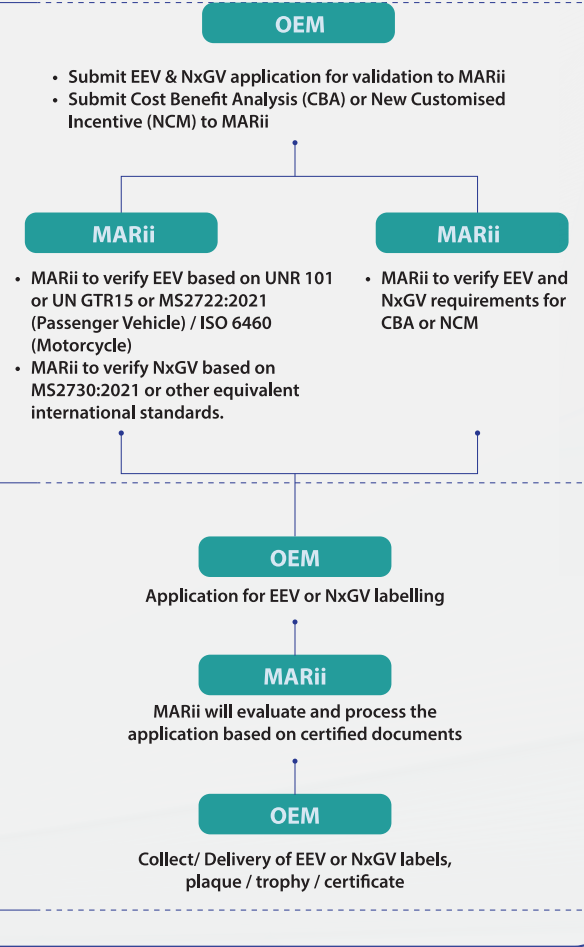 OEM
• Submit EEV & NxGV application for validation to MARii
• Submit Cost Benefit Analysis (CBA) or New Customised
Incentive (NCM) to MARii
MARii
• MARii to verify EEV based on UNR 101
or UN GTR15 or MS2722:2021
(Passenger Vehicle) / ISO 6460
(Motorcycle)
• MARii to verify NxGV based on
MS2730:2021 or other equivalent
international standards.
MARii
• MARii to verify EEV and
NxGV requirements for
CBA or NCM
OEM
Application for EEV or NxGV labelling
MARii
MARii will evaluate and process the
application based on certified documents
OEM
Collect/ Delivery of EEV or NxGV labels,
plaque / trophy / certificate